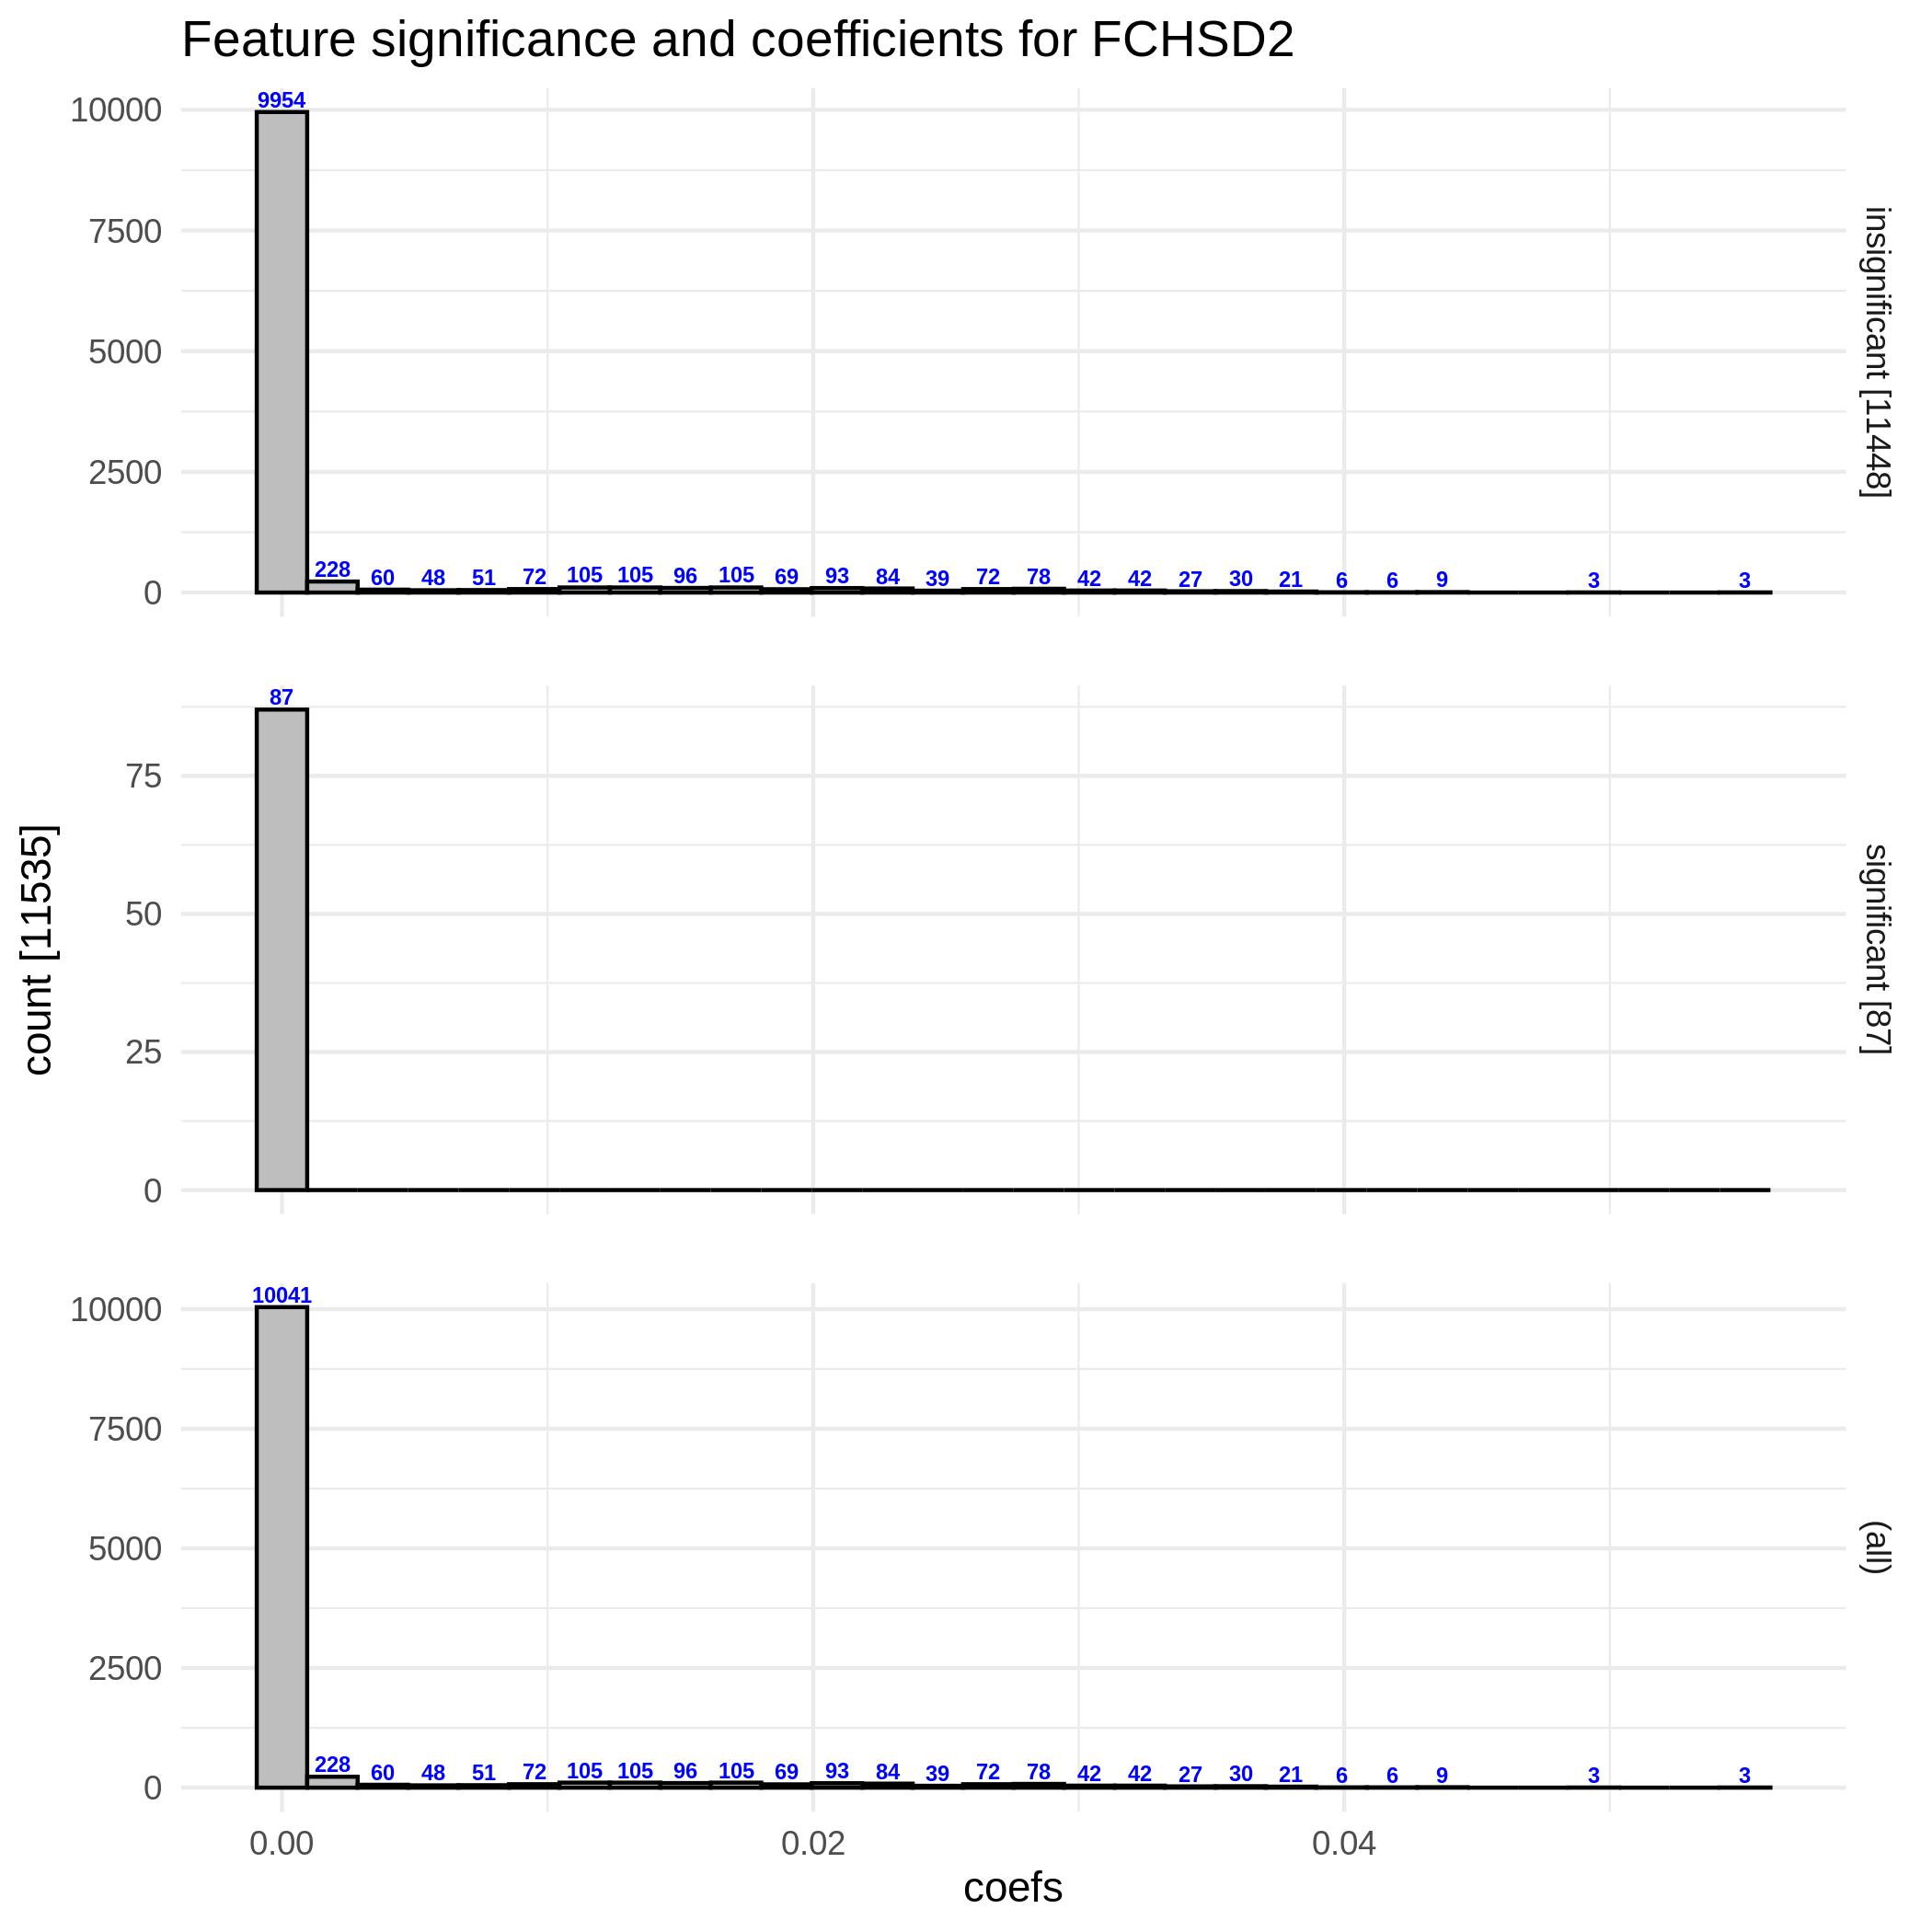 Feature significance and coefficients for FCHSD2
count [11535]
10000
7500
5000
2500
0
9954
228 60 48 51 72 105 105 96 105 69 93 84 39 72 78 42 42 27 30 21 6 6 9 3 3
insignificant [11448]
75
50
25
0
87
significant [87]
10000
7500
5000
2500
0
10041
228 60 48 51 72 105 105 96 105 69 93 84 39 72 78 42 42 27 30 21 6 6 9 3 3
(all)
0.00 0.02 0.04
coefs